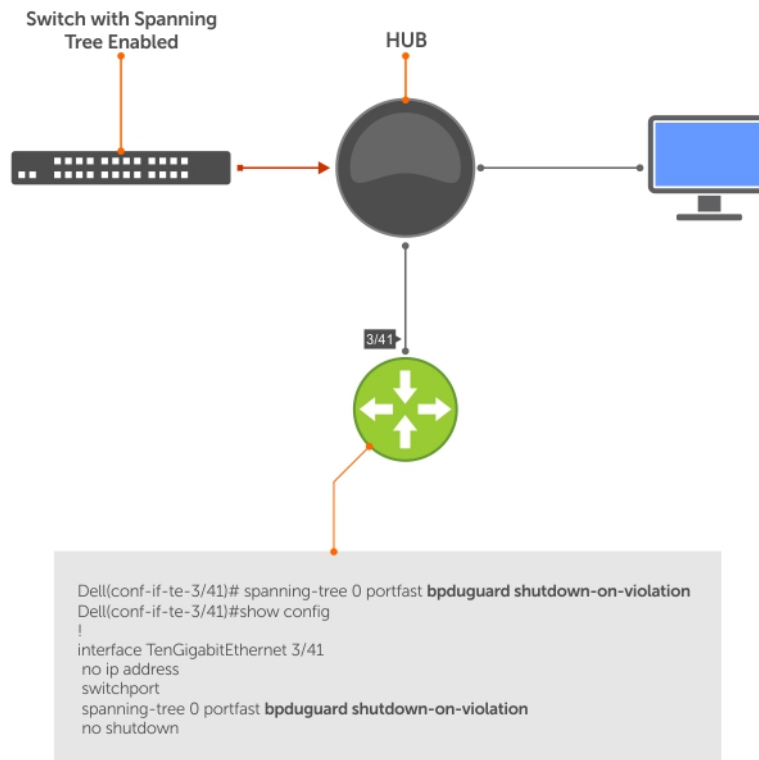 Switch with Spanning
Tree Enabled
HUB
3/41
Dell(conf-if-te-3/41)# spanning-tree 0 portfast bpduguard shutdown-on-violation
Dell(conf-if-te-3/41)#show config
!
interface TenGigabitEthernet 3/41
no ip address
switchport
spanning-tree 0 portfast bpduguard shutdown-on-violation
no shutdown